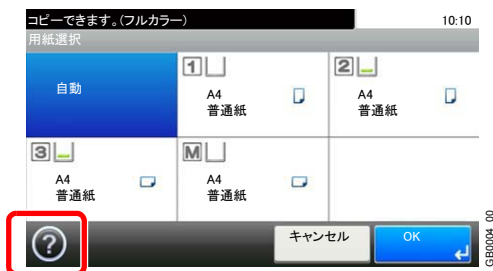 コピーできます。(フルカラー) 10:10
用紙選択
自動
1
A4
普通紙
2
A4
普通紙
3
A4
普通紙
M
A4
普通紙
?
キャンセル
OK
GB0004_00